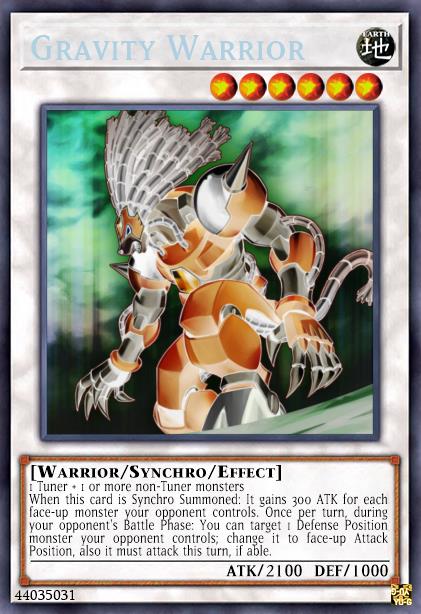 GRAVITY WARRIOR
EARTH
地
[WARRIOR/SYNCHRO/EFFECT]
1 Tuner + 1 or more non-Tuner monsters
When this card is Synchro Summoned: It gains 300 ATK for each
face-up monster your opponent controls. Once per turn, during
your opponent's Battle Phase: You can target 1 Defense Position
monster your opponent controls; change it to face-up Attack
Position, also it must attack this turn, if able.
ATK/2100 DEF/1000
44035031